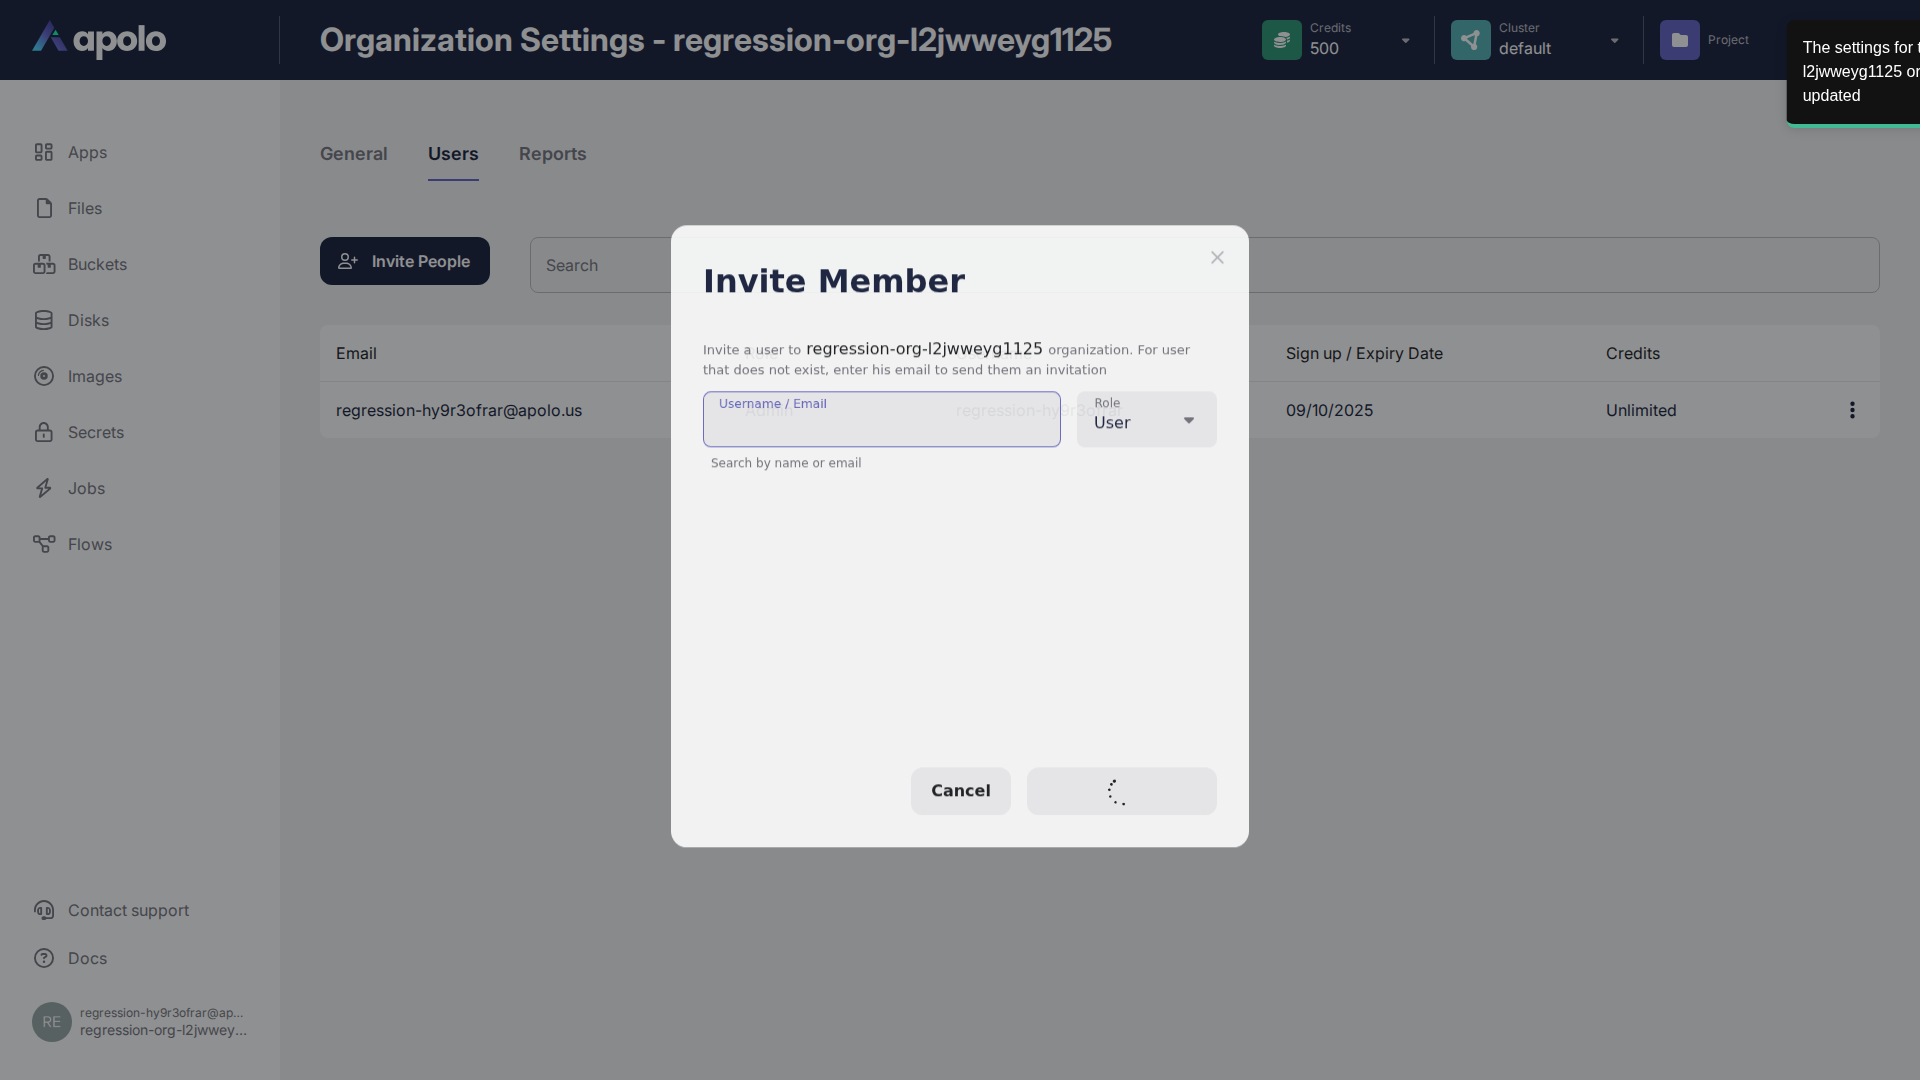 apolo
Organization Settings - regression-org-l2jwweyg1125
Credits
500
Cluster
default
Project
The settings for t
l2jwweyg1125 or
updated
Apps
Files
Buckets
Disks
Images
Secrets
Jobs
Flows
Contact support
Docs
RE
regression-hy9r3ofrar@ap...
regression-org-l2jwwey...
General
Users
Reports
Invite People
Search
Email
Sign up / Expiry Date
Credits
regression-hy9r3ofrar@apolo.us
Admin
regression-hy9r3ofrar
09/10/2025
Unlimited
Invite Member
Invite a user to regression-org-l2jwweyg1125 organization. For user
that does not exist, enter his email to send them an invitation
Username / Email
Role
User
Search by name or email
Cancel